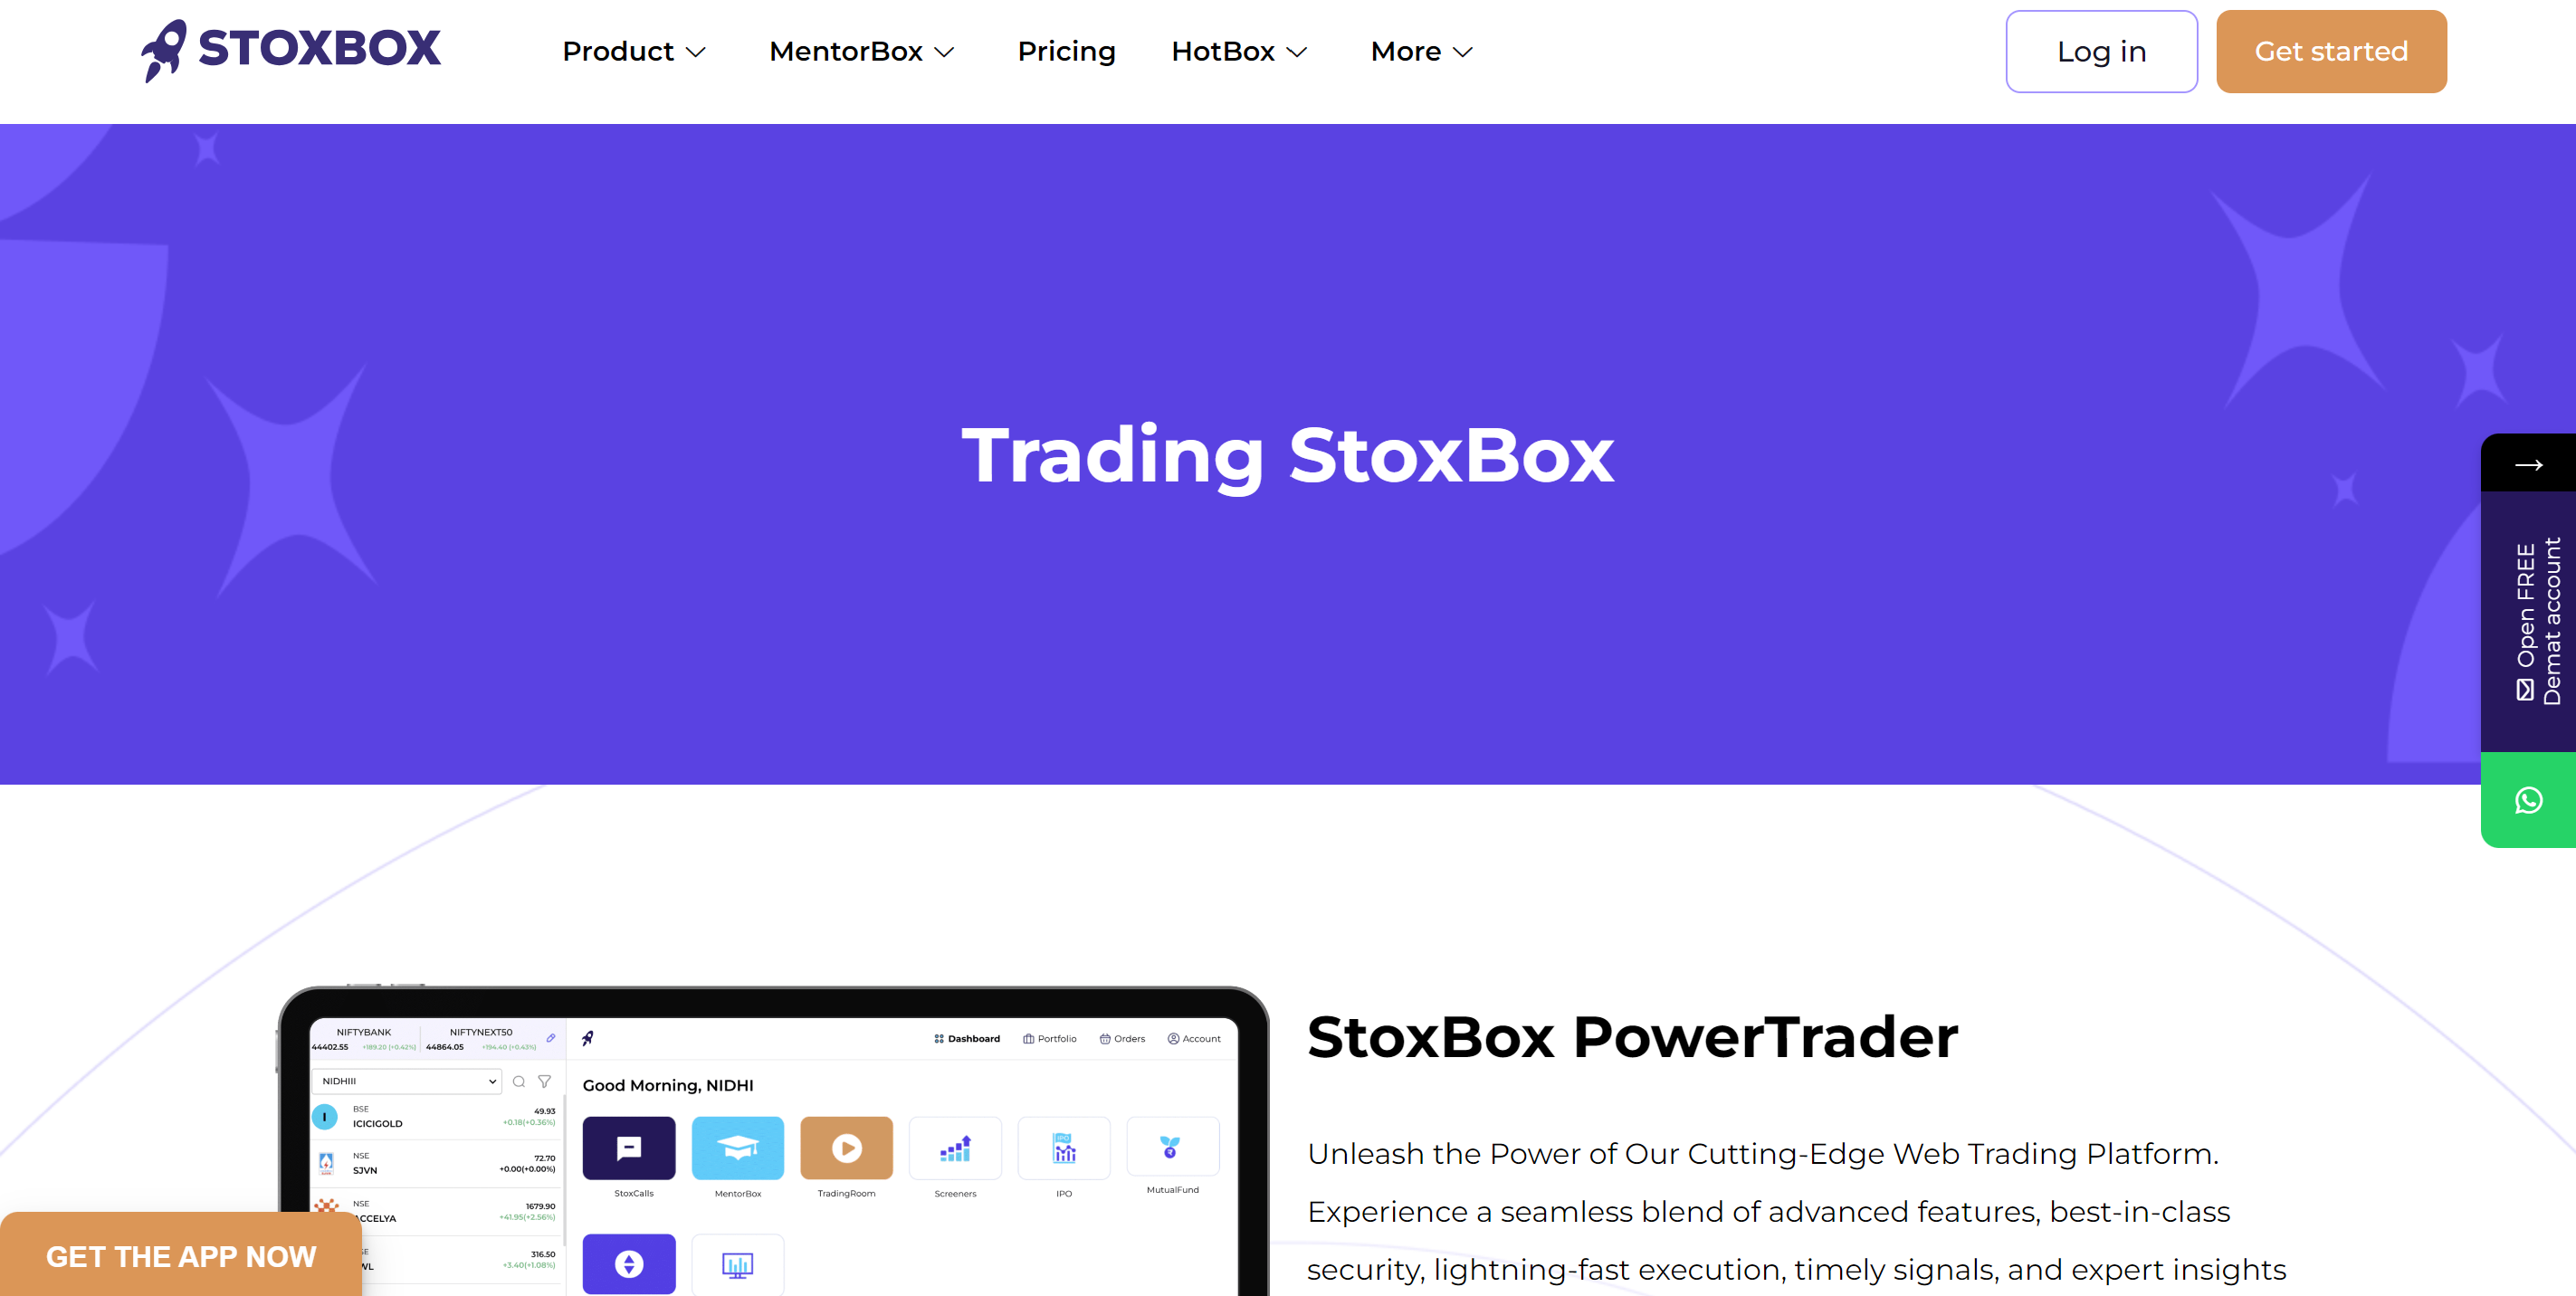 STOXBOX
Product
MentorBox
Pricing
HotBox
More
Log in
Get started
Trading StoxBox
→
Open FREE
Demat account
NIFTYBANK
44402.55 +189.20 (+0.42%)
NIFTYNEXT50
44864.05 +194.40 (+0.43%)
Dashboard
Portfolio
Orders
Account
NIDHIII
Good Morning, NIDHI
I
BSE
ICICIGOLD
49.93
+0.18(+0.36%)
NSE
SJVN
72.70
+0.00(+0.00%)
NSE
ACCELYA
1679.90
+41.95(+2.56%)
SE
WL
316.50
+3.40(+1.08%)
StoxCalls
MentorBox
TradingRoom
Screeners
IPO
IPO
MutualFund
GET THE APP NOW
StoxBox PowerTrader
Unleash the Power of Our Cutting-Edge Web Trading Platform.
Experience a seamless blend of advanced features, best-in-class
security, lightning-fast execution, timely signals, and expert insights